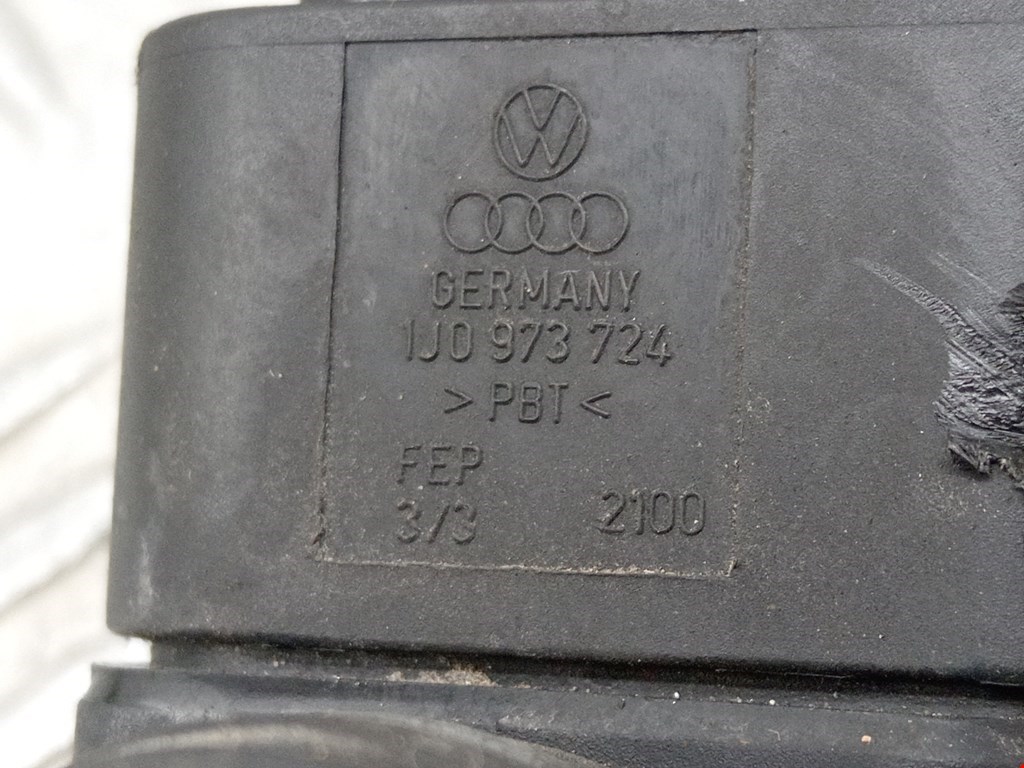 GERMANY
1J0 973 724
>PBT<
FEP
3/3 2100